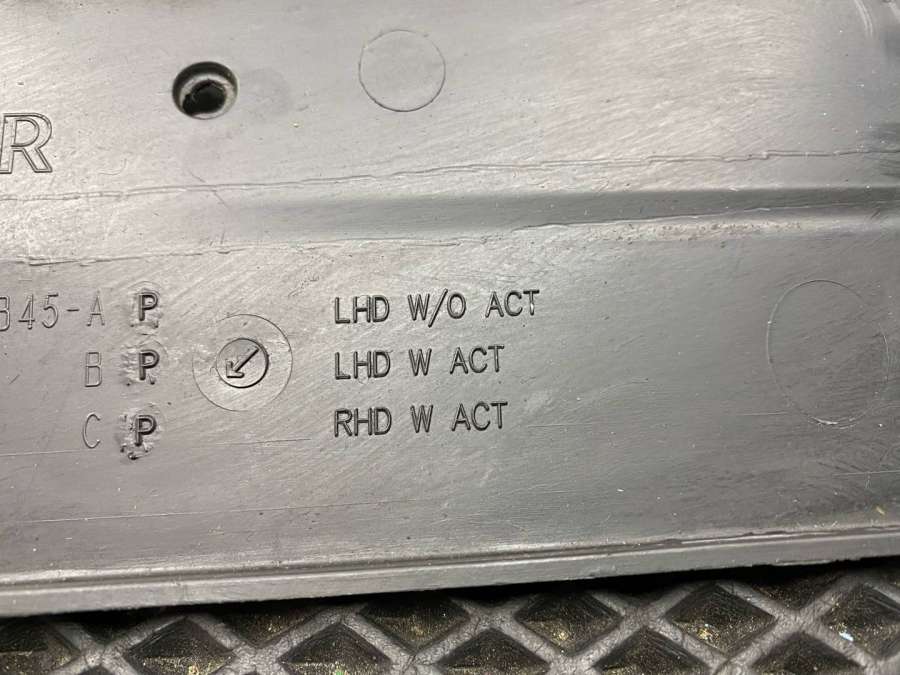 R
B45-A P LHD W/O ACT
B P LHD W ACT
C P RHD W ACT